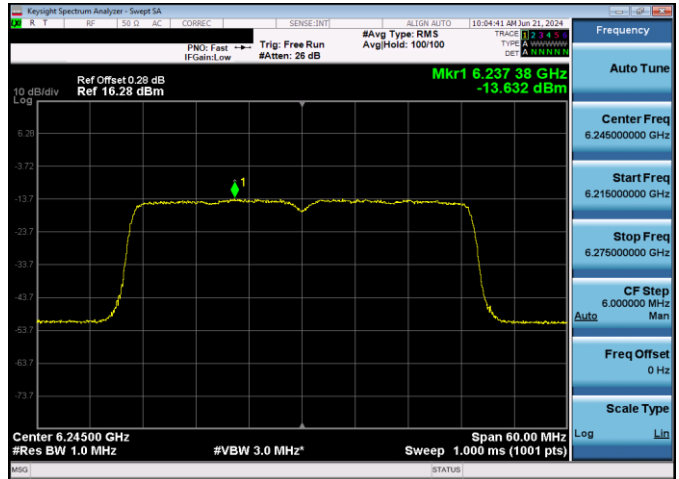 Keysight Spectrum Analyzer - Swept SA
R T RF 50 Ω AC CORREC SENSE:INT ALIGN AUTO 10:04:41 AM Jun 21, 2024
PNO: Fast
IFGain:Low
Trig: Free Run
#Atten: 26 dB
#Avg Type: RMS
Avg|Hold: 100/100
TRACE 1 2 3 4 5 6
TYPE A WWWWW
DET A N N N N N
Mkr1 6.237 38 GHz
-13.632 dBm
Ref Offset 0.28 dB
10 dB/div Ref 16.28 dBm
Log
6.28
-3.72
-13.7
-23.7
-33.7
-43.7
-53.7
-63.7
-73.7
1
Center 6.24500 GHz Span 60.00 MHz
#Res BW 1.0 MHz #VBW 3.0 MHz* Sweep 1.000 ms (1001 pts)
MSG STATUS
Frequency
Auto Tune
Center Freq
6.245000000 GHz
Start Freq
6.215000000 GHz
Stop Freq
6.275000000 GHz
CF Step
6.000000 MHz
Auto Man
Freq Offset
0 Hz
Scale Type
Log Lin